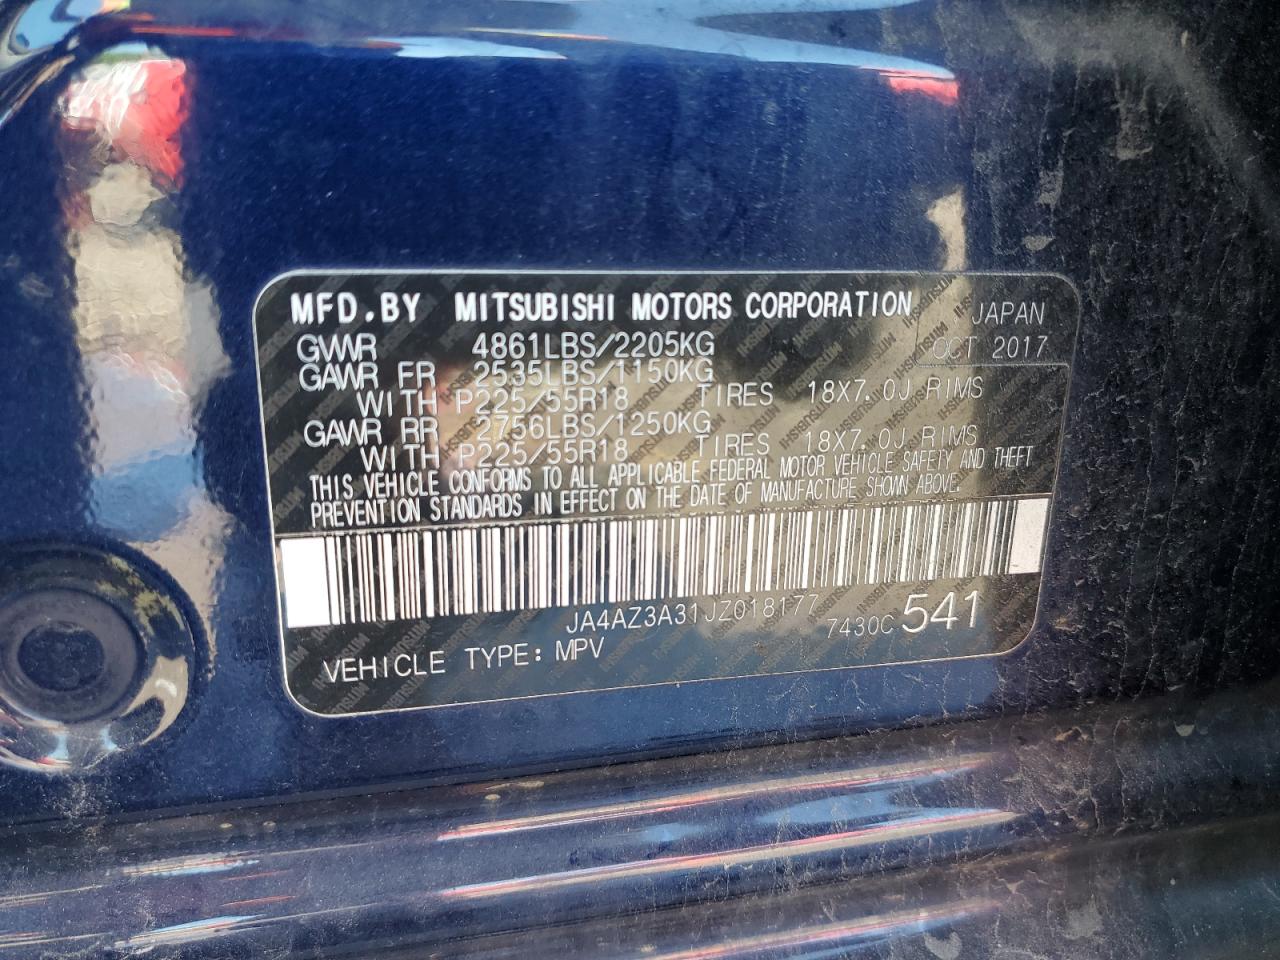 MFD.BY MITSUBISHI MOTORS CORPORATION JAPAN
GVWR 4861LBS/2205KG OCT 2017
GAWR FR 2535LBS/1150KG
WITH P225/55R18 TIRES 18X7.0J RIMS
GAWR RR 2756LBS/1250KG
WITH P225/55R18 TIRES 18X7.0J RIMS
THIS VEHICLE CONFORMS TO ALL APPLICABLE FEDERAL MOTOR VEHICLE SAFETY AND THEFT
PREVENTION STANDARDS IN EFFECT ON THE DATE OF MANUFACTURE SHOWN ABOVE.
JA4AZ3A31JZ018177
7430C 541
VEHICLE TYPE: MPV